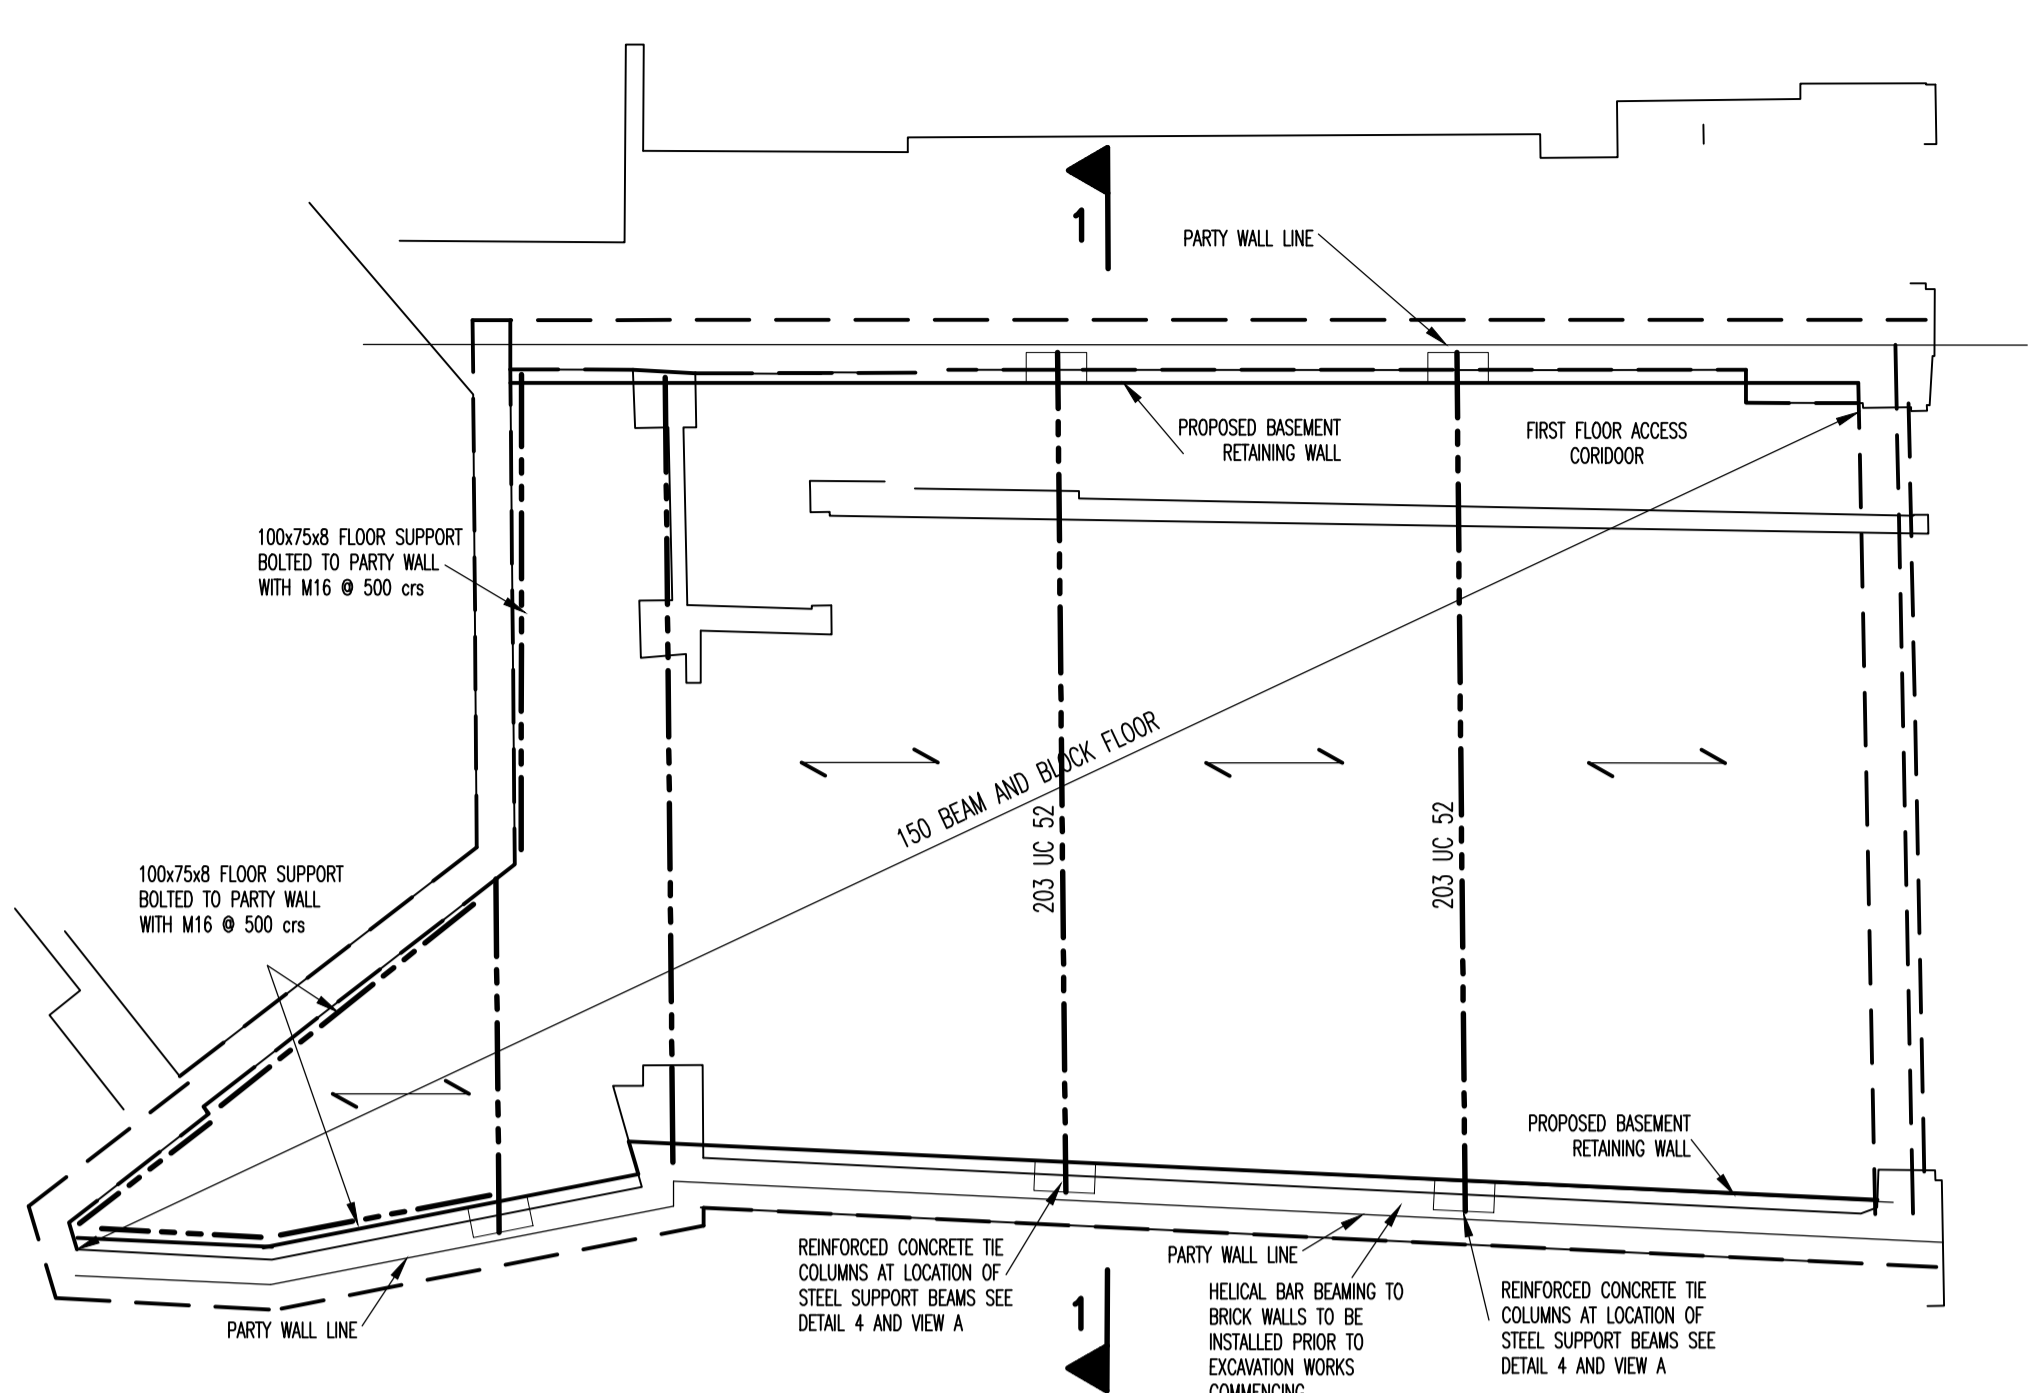 1
PARTY WALL LINE
PROPOSED BASEMENT
RETAINING WALL
FIRST FLOOR ACCESS
CORIDOOR
100x75x8 FLOOR SUPPORT
BOLTED TO PARTY WALL
WITH M16 @ 500 crs
150 BEAM AND BLOCK FLOOR
203 UC 52
203 UC 52
100x75x8 FLOOR SUPPORT
BOLTED TO PARTY WALL
WITH M16 @ 500 crs
PROPOSED BASEMENT
RETAINING WALL
PARTY WALL LINE
REINFORCED CONCRETE TIE
COLUMNS AT LOCATION OF
STEEL SUPPORT BEAMS SEE
DETAIL 4 AND VIEW A
1
PARTY WALL LINE
HELICAL BAR BEAMING TO
BRICK WALLS TO BE
INSTALLED PRIOR TO
EXCAVATION WORKS
COMMENCING
REINFORCED CONCRETE TIE
COLUMNS AT LOCATION OF
STEEL SUPPORT BEAMS SEE
DETAIL 4 AND VIEW A